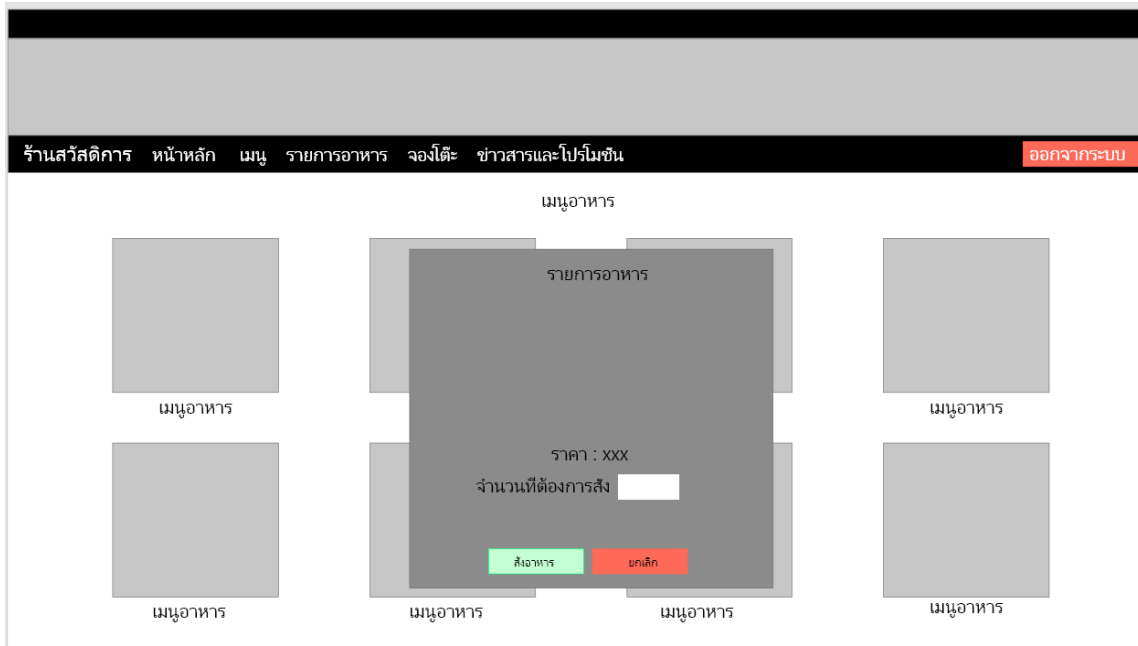 ร้านสวัสดิการ หน้าหลัก เมนู รายการอาหาร จองโต๊ะ ข่าวสารและโปรโมชัน ออกจากระบบ
เมนูอาหาร
รายการอาหาร
เมนูอาหาร เมนูอาหาร
ราคา : xxx
จำนวนที่ต้องการสั่ง
สั่งอาหาร ยกเลิก
เมนูอาหาร เมนูอาหาร เมนูอาหาร เมนูอาหาร